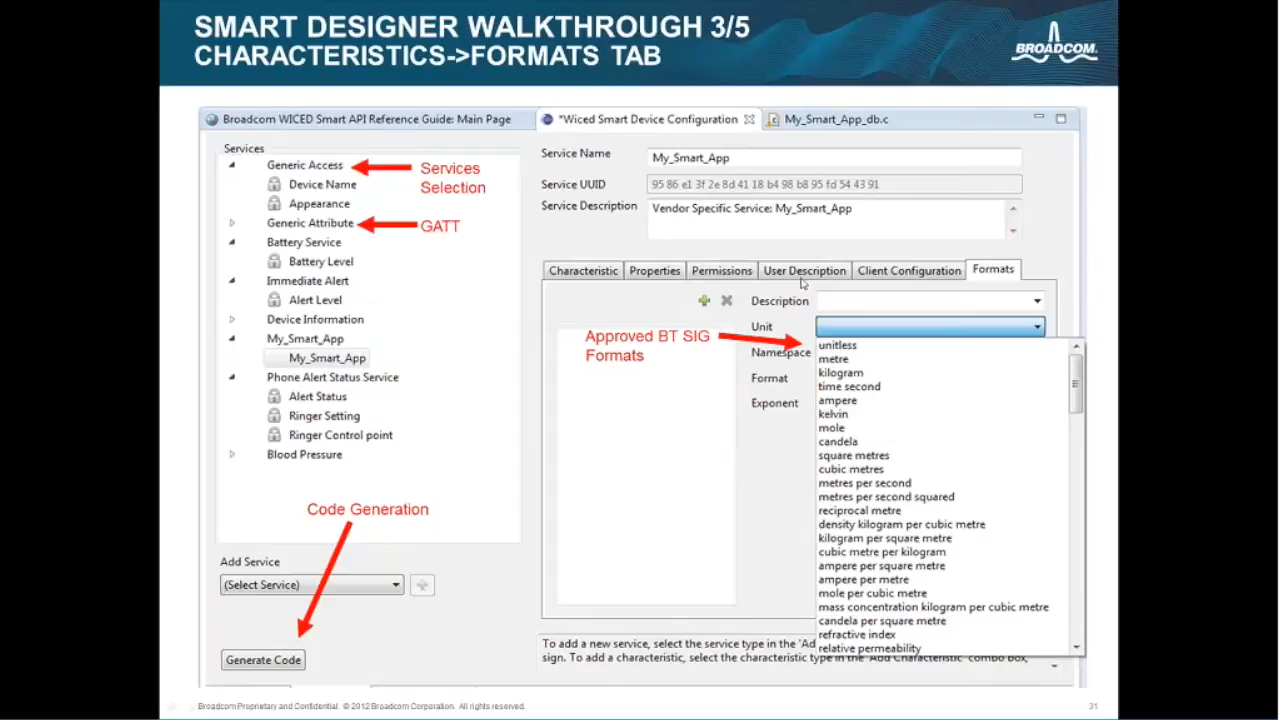 SMART DESIGNER WALKTHROUGH 3/5
CHARACTERISTICS->FORMATS TAB
BROADCOM.
Broadcom WICED Smart API Reference Guide: Main Page
*Wiced Smart Device Configuration
My_Smart_App_db.c
Services
Generic Access
Device Name
Appearance
Generic Attribute
Battery Service
Battery Level
Immediate Alert
Alert Level
Device Information
My_Smart_App
My_Smart_App
Phone Alert Status Service
Alert Status
Ringer Setting
Ringer Control point
Blood Pressure
Services
Selection
GATT
Code Generation
Add Service
(Select Service)
Generate Code
Service Name
My_Smart_App
Service UUID
95 86 e1 3f 2e 8d 41 18 b4 98 b8 95 fd 54 43 91
Service Description
Vendor Specific Service: My_Smart_App
Characteristic
Properties
Permissions
User Description
Client Configuration
Formats
Description
Unit
Namespace
Format
Exponent
Approved BT SIG
Formats
unitless
metre
kilogram
time second
ampere
kelvin
mole
candela
square metres
cubic metres
metres per second
metres per second squared
reciprocal metre
density kilogram per cubic metre
kilogram per square metre
cubic metre per kilogram
ampere per square metre
ampere per metre
mole per cubic metre
mass concentration kilogram per cubic metre
candela per square metre
refractive index
relative permeability
To add a new service, select the service type in the 'Ad
sign. To add a characteristic, select the characteristic type in the 'Add Characteristic' combo box,
Broadcom Proprietary and Confidential. © 2012 Broadcom Corporation. All rights reserved.
31